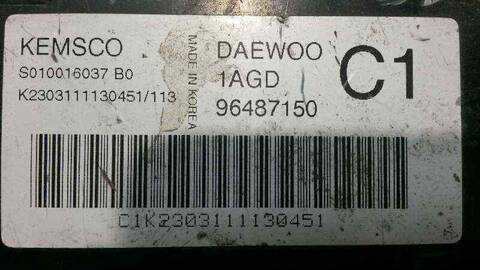 KEMSCO
S010016037 B0
K2303111130451/113
MADE IN KOREA
DAEWOO
1AGD
96487150
C1
C1K2303111130451